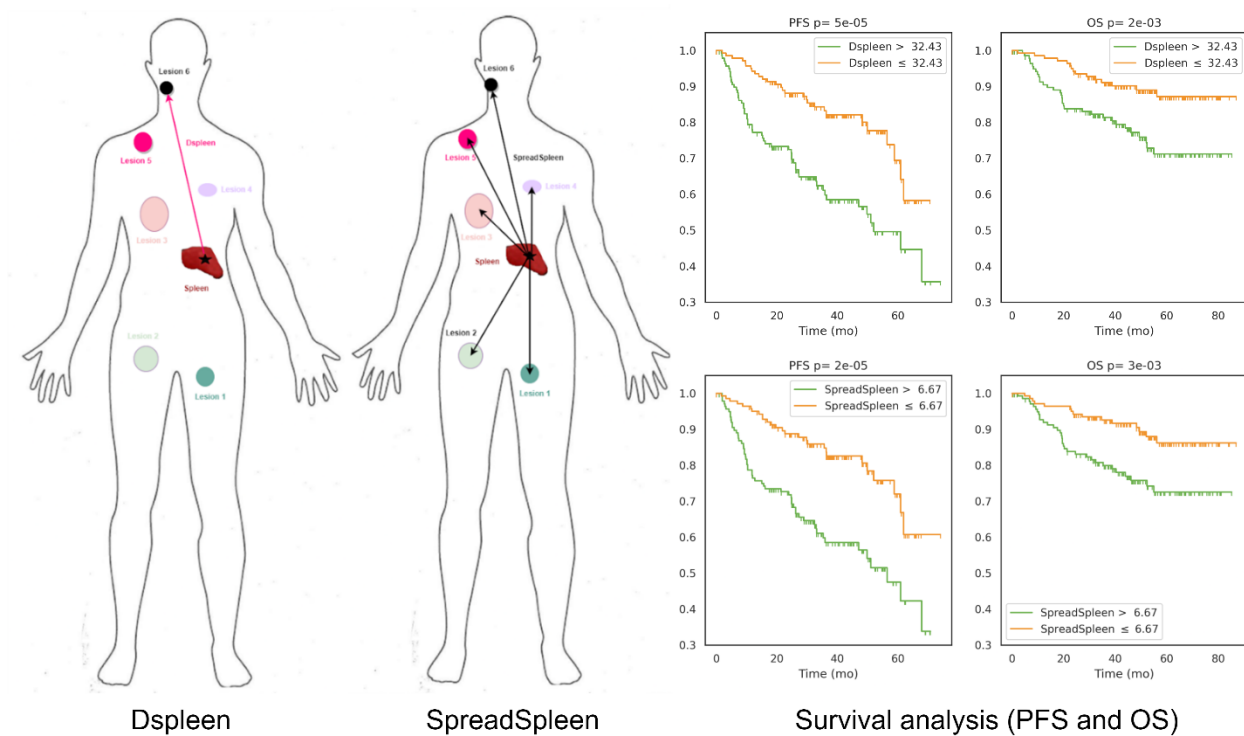 Lesion 6
Dspleen
Lesion 5
Lesion 4
Lesion 3
Spleen
Lesion 2
Lesion 1
Lesion 6
SpreadSpleen
Lesion 5
Lesion 4
Lesion 3
Spleen
Lesion 2
Lesion 1
PFS p= 5e-05
1.0
0.9
0.8
0.7
0.6
0.5
0.4
0.3
Dspleen > 32.43
Dspleen ≤ 32.43
0 20 40 60
Time (mo)
OS p= 2e-03
1.0
0.9
0.8
0.7
0.6
0.5
0.4
0.3
Dspleen > 32.43
Dspleen ≤ 32.43
0 20 40 60 80
Time (mo)
PFS p= 2e-05
1.0
0.9
0.8
0.7
0.6
0.5
0.4
0.3
SpreadSpleen > 6.67
SpreadSpleen ≤ 6.67
0 20 40 60
Time (mo)
OS p= 3e-03
1.0
0.9
0.8
0.7
0.6
0.5
0.4
0.3
SpreadSpleen > 6.67
SpreadSpleen ≤ 6.67
0 20 40 60 80
Time (mo)
Dspleen
SpreadSpleen
Survival analysis (PFS and OS)